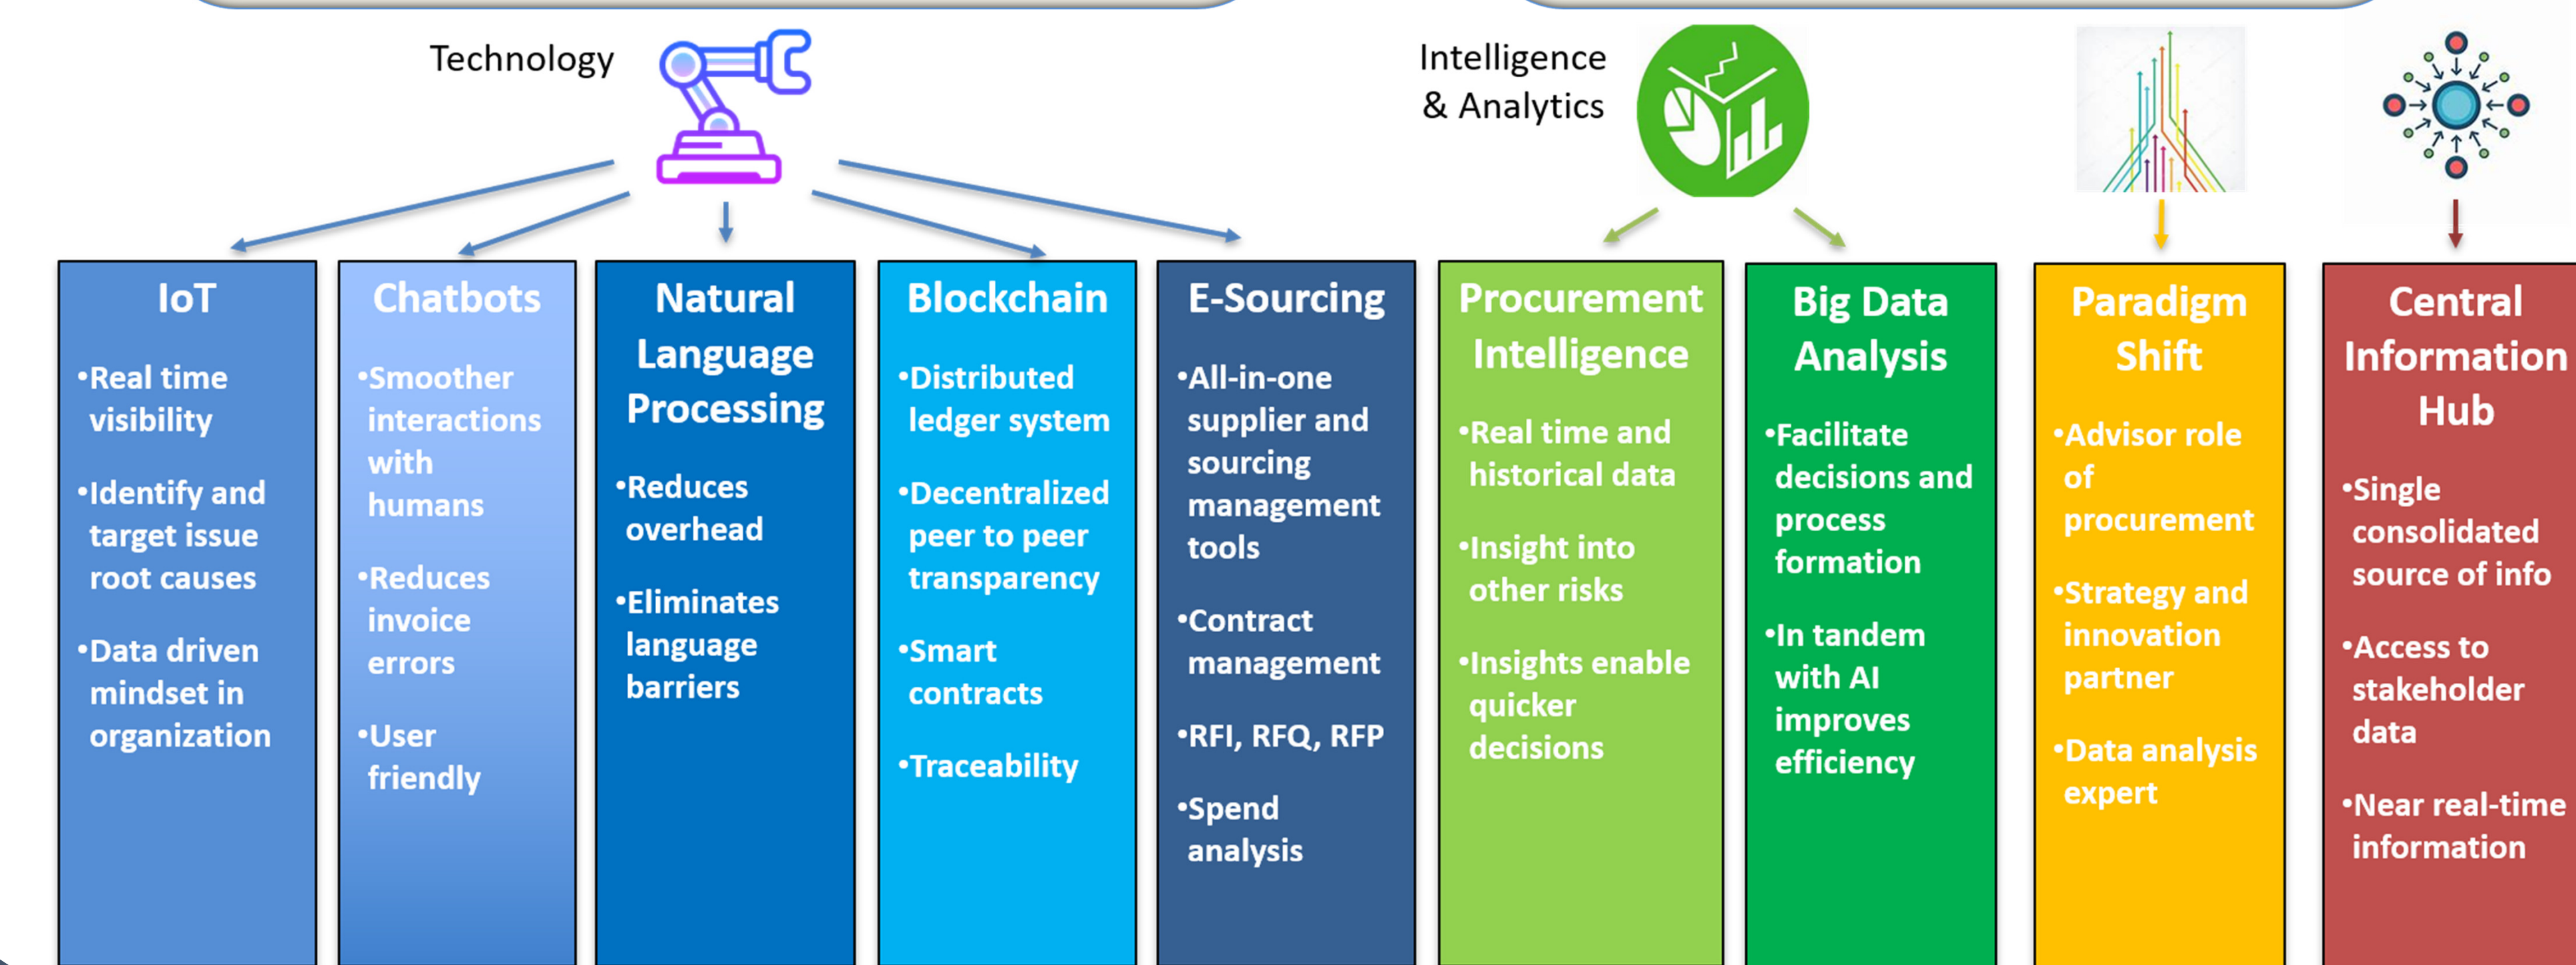 Technology
Intelligence
& Analytics
IoT
•Real time
visibility
•Identify and
target issue
root causes
•Data driven
mindset in
organization
Chatbots
•Smoother
interactions
with
humans
•Reduces
invoice
errors
•User
friendly
Natural
Language
Processing
•Reduces
overhead
•Eliminates
language
barriers
Blockchain
•Distributed
ledger system
•Decentralized
peer to peer
transparency
•Smart
contracts
•Traceability
E-Sourcing
•All-in-one
supplier and
sourcing
management
tools
•Contract
management
•RFI, RFQ, RFP
•Spend
analysis
Procurement
Intelligence
•Real time and
historical data
•Insight into
other risks
•Insights enable
quicker
decisions
Big Data
Analysis
•Facilitate
decisions and
process
formation
•In tandem
with AI
improves
efficiency
Paradigm
Shift
•Advisor role
of
procurement
•Strategy and
innovation
partner
•Data analysis
expert
Central
Information
Hub
•Single
consolidated
source of info
•Access to
stakeholder
data
•Near real-time
information